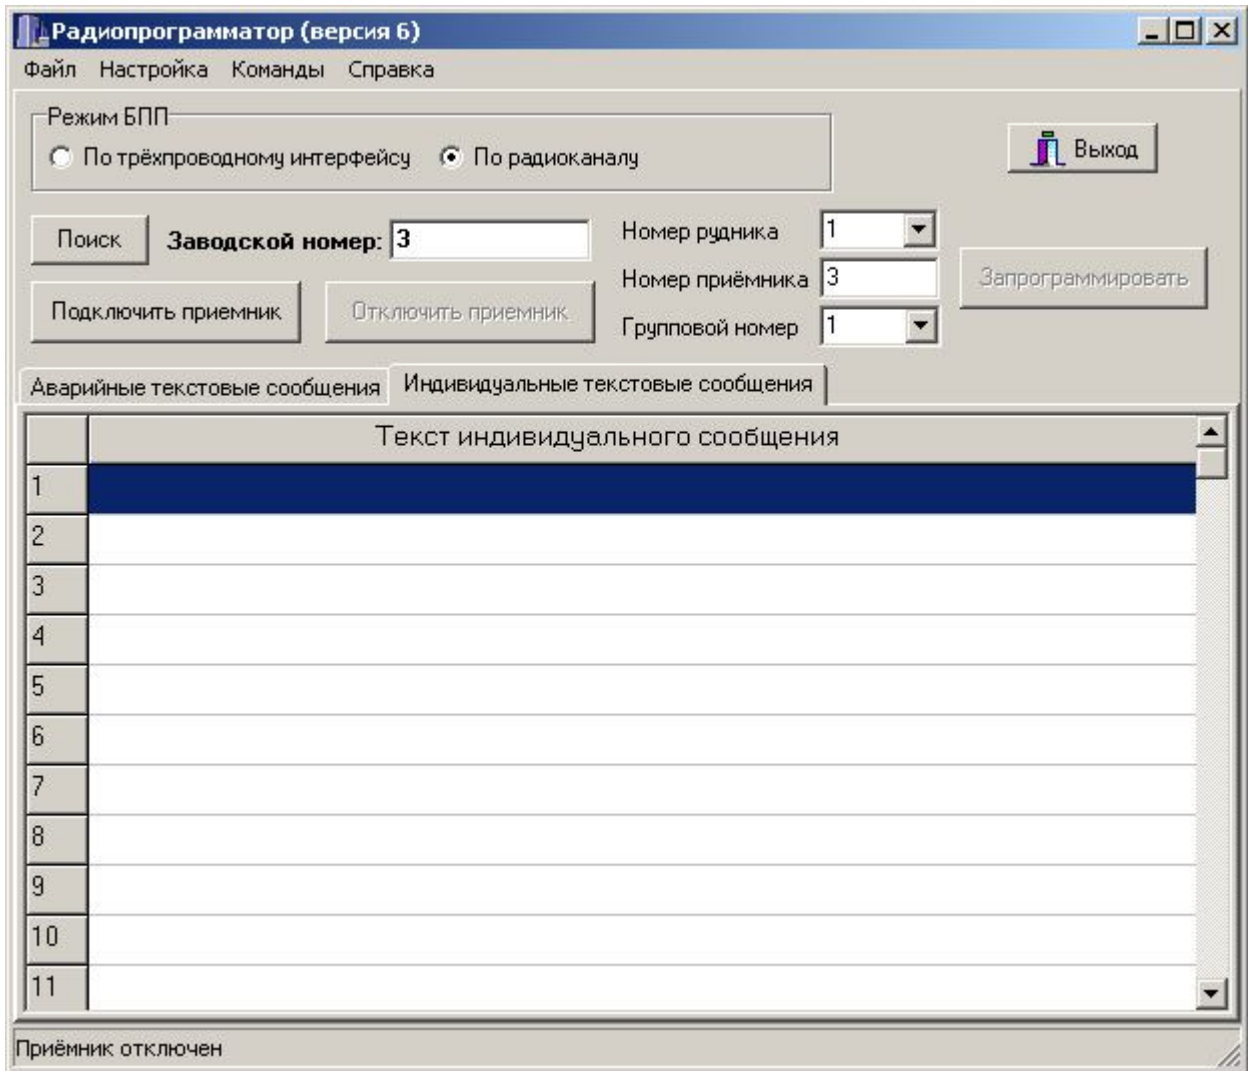 Радиопрограмматор (версия 6)
Файл Настройка Команды Справка
Режим БПП
По трёхпроводному интерфейсу По радиоканалу
Выход
Поиск Заводской номер: 3
Номер рудника 1
Номер приёмника 3
Групповой номер 1
Запрограммировать
Подключить приемник Отключить приемник
Аварийные текстовые сообщения Индивидуальные текстовые сообщения
Текст индивидуального сообщения
1
2
3
4
5
6
7
8
9
10
11
Приёмник отключен